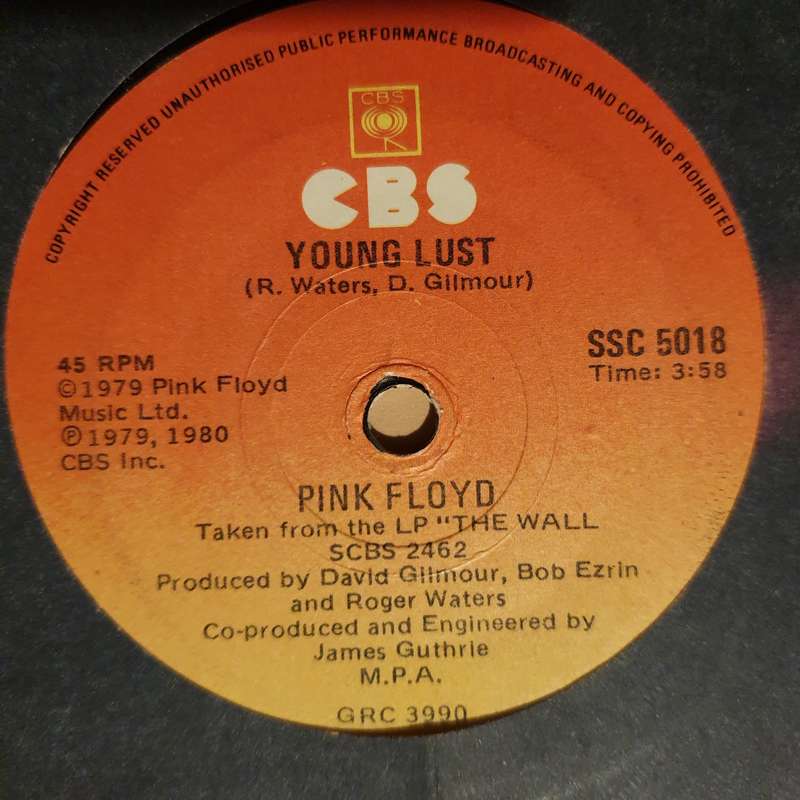 COPYRIGHT RESERVED UNAUTHORISED PUBLIC PERFORMANCE BROADCASTING AND COPYING PROHIBITED
CBS
CBS
YOUNG LUST
(R. Waters, D. Gilmour)
SSC 5018
Time: 3:58
45 RPM
©1979 Pink Floyd
Music Ltd.
℗1979, 1980
CBS Inc.
PINK FLOYD
Taken from the LP "THE WALL
SCBS 2462
Produced by David Gilmour, Bob Ezrin
and Roger Waters
Co-produced and Engineered by
James Guthrie
M.P.A.
GRC 3990